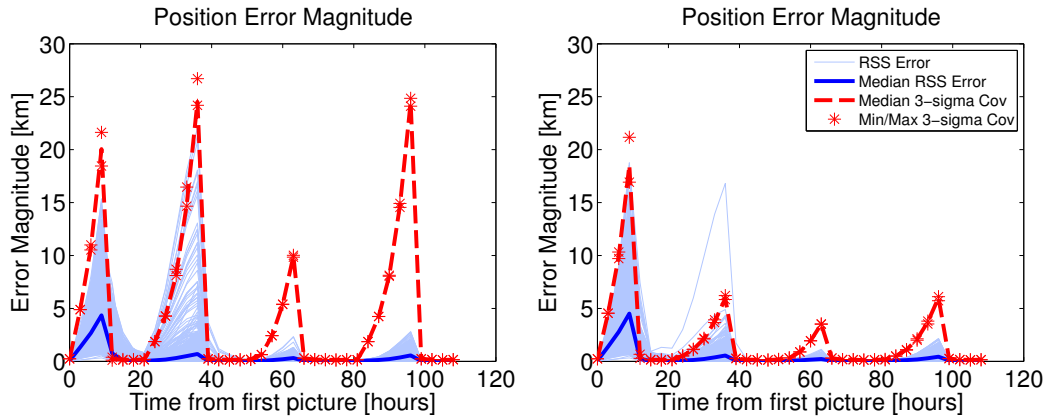 Position Error Magnitude
Error Magnitude [km]
30
25
20
15
10
5
0
0 20 40 60 80 100 120
Time from first picture [hours]
Position Error Magnitude
Error Magnitude [km]
30
25
20
15
10
5
0
0 20 40 60 80 100 120
Time from first picture [hours]
RSS Error
Median RSS Error
Median 3-sigma Cov
Min/Max 3-sigma Cov